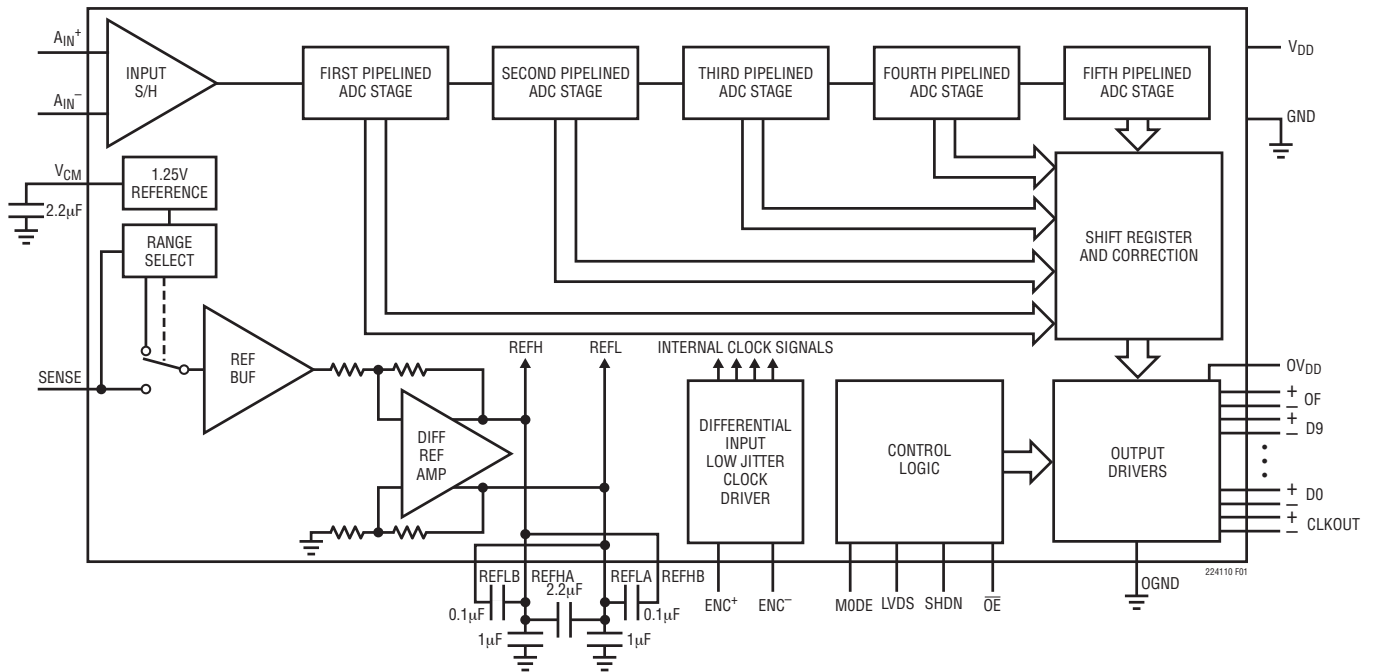 AIN+
AIN−
INPUT
S/H
FIRST PIPELINED
ADC STAGE
SECOND PIPELINED
ADC STAGE
THIRD PIPELINED
ADC STAGE
FOURTH PIPELINED
ADC STAGE
FIFTH PIPELINED
ADC STAGE
VDD
GND
VCM
2.2µF
1.25V
REFERENCE
RANGE
SELECT
SHIFT REGISTER
AND CORRECTION
SENSE
REF
BUF
DIFF
REF
AMP
REFH
REFL
INTERNAL CLOCK SIGNALS
DIFFERENTIAL
INPUT
LOW JITTER
CLOCK
DRIVER
CONTROL
LOGIC
OUTPUT
DRIVERS
OVDD
+
− OF
+
− D9
+
− D0
+
− CLKOUT
REFLB
REFHA
REFLA
REFHB
2.2µF
0.1µF
0.1µF
1µF
1µF
ENC+
ENC−
M0DE
LVDS
SHDN
O̅E̅
OGND
224110 F01